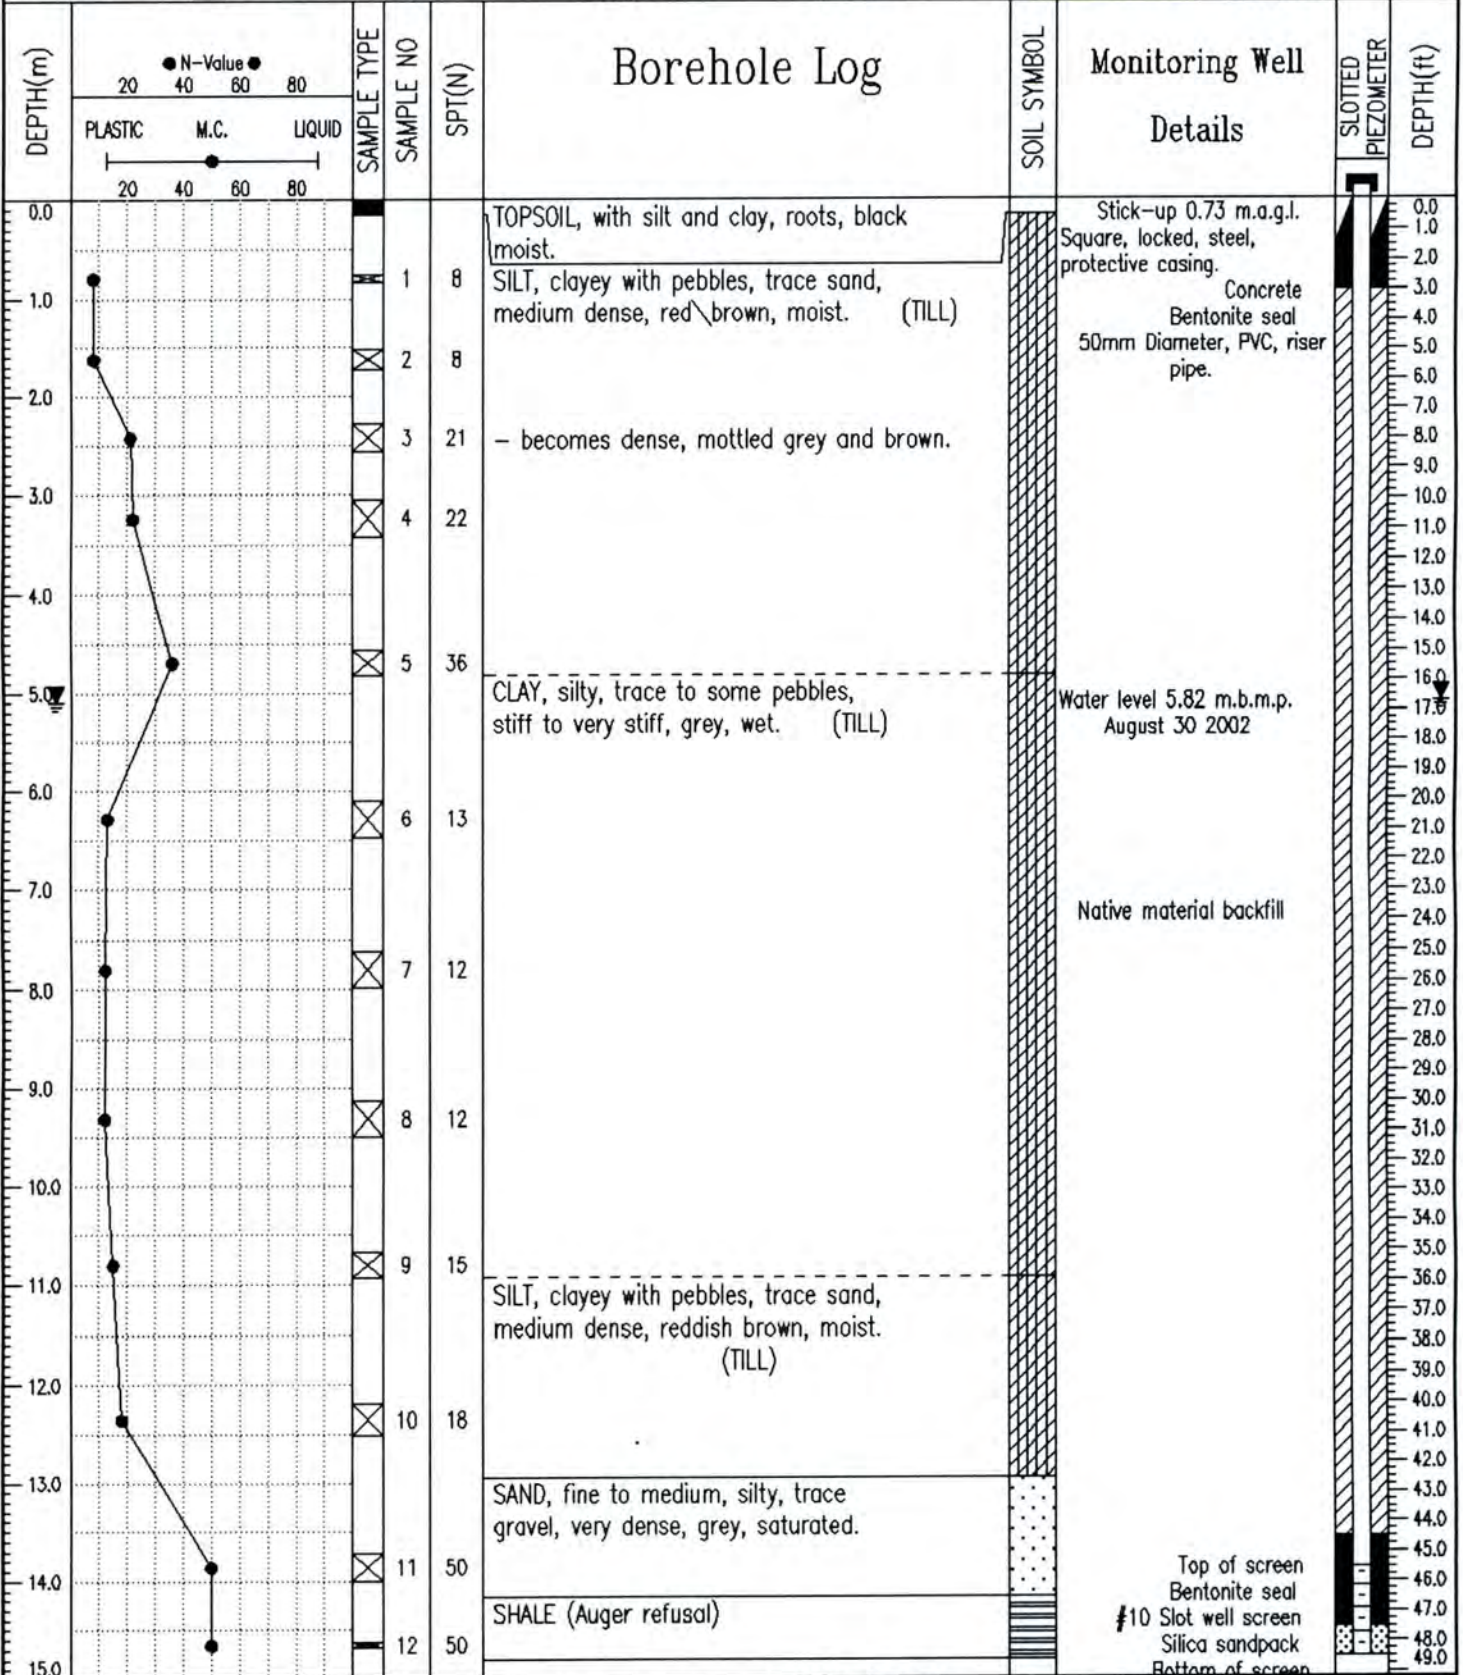 DEPTH(m)
● N-Value ●
20 40 60 80
PLASTIC M.C. LIQUID
20 40 60 80
SAMPLE TYPE
SAMPLE NO
SPT(N)
Borehole Log
SOIL SYMBOL
Monitoring Well
Details
SLOTTED
PIEZOMETER
DEPTH(ft)
0.0
1.0
2.0
3.0
4.0
5.0
6.0
7.0
8.0
9.0
10.0
11.0
12.0
13.0
14.0
15.0
1 8
2 8
3 21
4 22
5 36
6 13
7 12
8 12
9 15
10 18
11 50
12 50
TOPSOIL, with silt and clay, roots, black
moist.
SILT, clayey with pebbles, trace sand,
medium dense, red\brown, moist. (TILL)
– becomes dense, mottled grey and brown.
CLAY, silty, trace to some pebbles,
stiff to very stiff, grey, wet. (TILL)
SILT, clayey with pebbles, trace sand,
medium dense, reddish brown, moist.
(TILL)
SAND, fine to medium, silty, trace
gravel, very dense, grey, saturated.
SHALE (Auger refusal)
Stick-up 0.73 m.a.g.l.
Square, locked, steel,
protective casing.
Concrete
Bentonite seal
50mm Diameter, PVC, riser
pipe.
Water level 5.82 m.b.m.p.
August 30 2002
Native material backfill
Top of screen
Bentonite seal
#10 Slot well screen
Silica sandpack
Bottom of screen
0.0
1.0
2.0
3.0
4.0
5.0
6.0
7.0
8.0
9.0
10.0
11.0
12.0
13.0
14.0
15.0
16.0
17.0
18.0
19.0
20.0
21.0
22.0
23.0
24.0
25.0
26.0
27.0
28.0
29.0
30.0
31.0
32.0
33.0
34.0
35.0
36.0
37.0
38.0
39.0
40.0
41.0
42.0
43.0
44.0
45.0
46.0
47.0
48.0
49.0